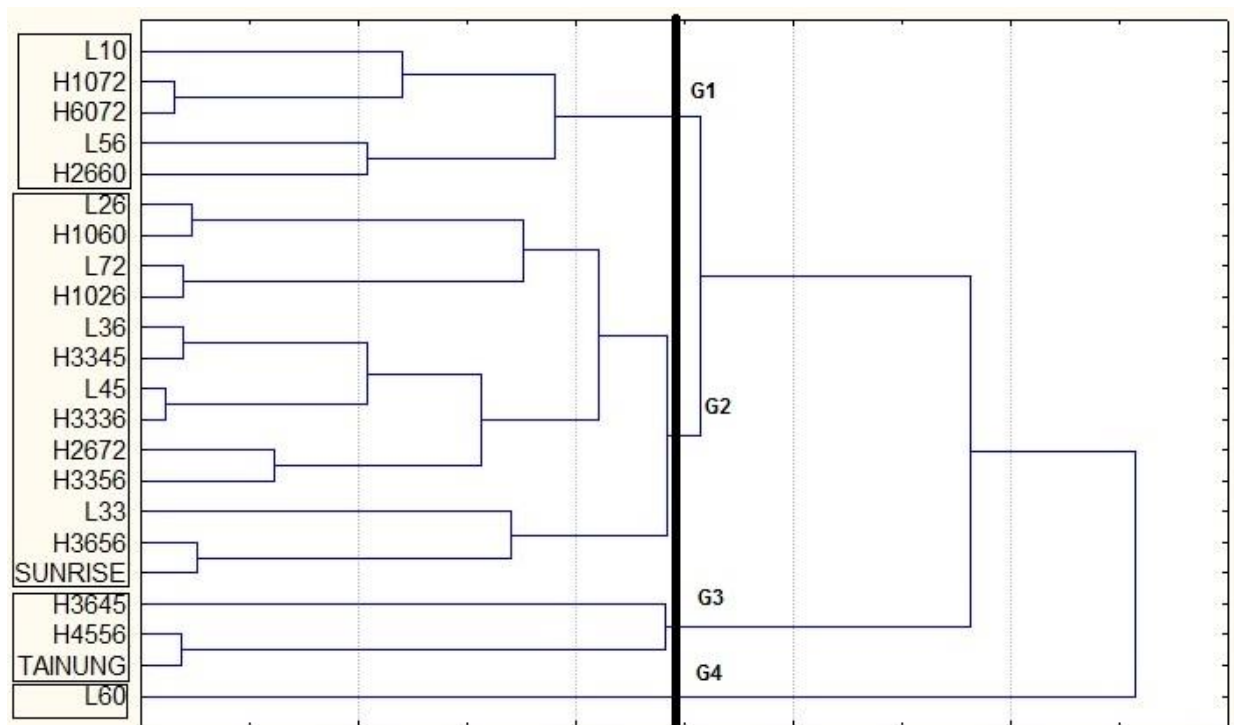 L10
H1072
G1
H6072
L56
H2660
L26
H1060
L72
H1026
L36
H3345
L45
G2
H3336
H2672
H3356
L33
H3656
SUNRISE
H3645
G3
H4556
TAINUNG
G4
L60